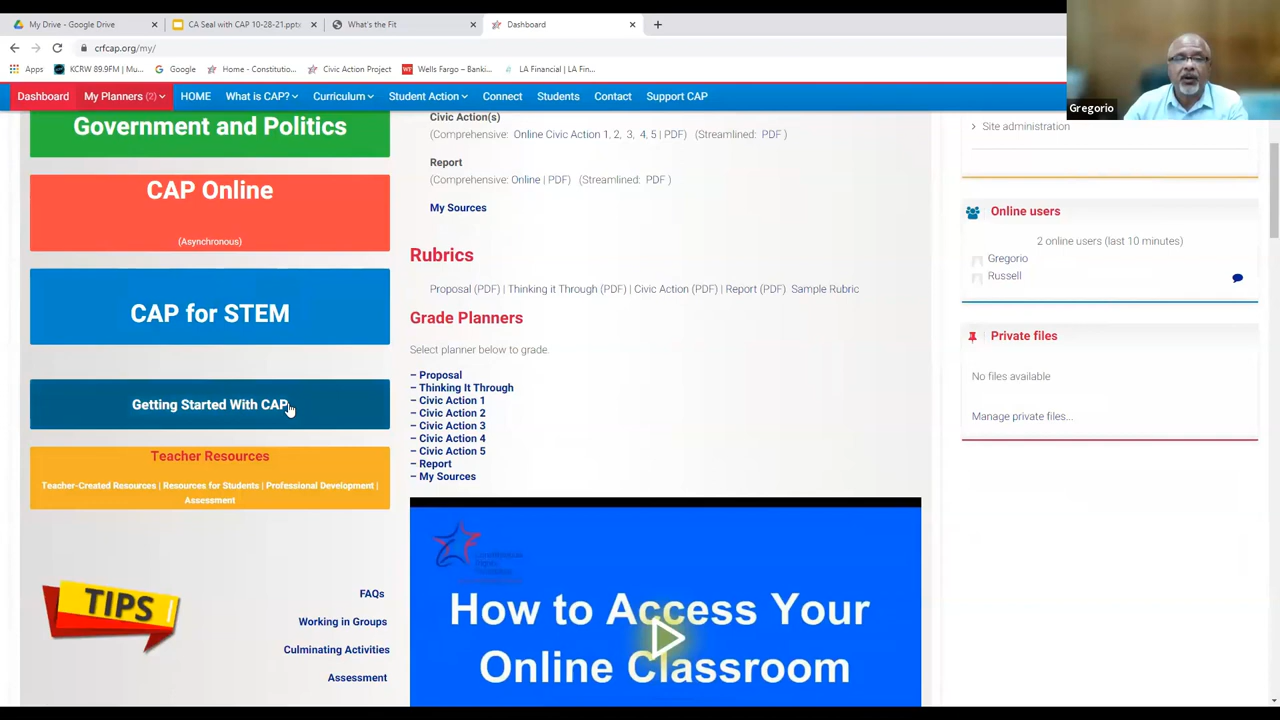 My Drive - Google Drive
CA Seal with CAP 10-28-21.pptx
What's the Fit
Dashboard
crfcap.org/my/
Apps
KCRW 89.9FM | Mu...
Google
Home - Constitutio...
Civic Action Project
Wells Fargo – Banki...
LA Financial | LA Fin...
Dashboard
My Planners (2)
HOME
What is CAP?
Curriculum
Student Action
Connect
Students
Contact
Support CAP
Gregorio
Government and Politics
CAP Online
(Asynchronous)
CAP for STEM
Getting Started With CAP
Teacher Resources
Teacher-Created Resources | Resources for Students | Professional Development |
Assessment
TIPS
FAQs
Working in Groups
Culminating Activities
Assessment
Civic Action(s)
(Comprehensive: Online Civic Action 1, 2, 3, 4, 5 | PDF) (Streamlined: PDF )
Report
(Comprehensive: Online | PDF) (Streamlined: PDF )
My Sources
Rubrics
Proposal (PDF) | Thinking it Through (PDF) | Civic Action (PDF) | Report (PDF) Sample Rubric
Grade Planners
Select planner below to grade.
– Proposal
– Thinking It Through
– Civic Action 1
– Civic Action 2
– Civic Action 3
– Civic Action 4
– Civic Action 5
– Report
– My Sources
How to Access Your
Online Classroom
Site administration
Online users
2 online users (last 10 minutes)
Gregorio
Russell
Private files
No files available
Manage private files...